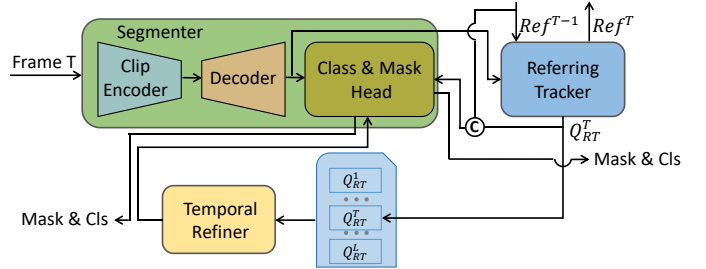 Segmenter
Frame T
Clip
Encoder
Decoder
Class & Mask
Head
Ref^{T-1}
Ref^{T}
Referring
Tracker
C
Q_{RT}^{T}
Mask & Cls
Mask & Cls
Temporal
Refiner
Q_{RT}^{1}
Q_{RT}^{T}
Q_{RT}^{L}